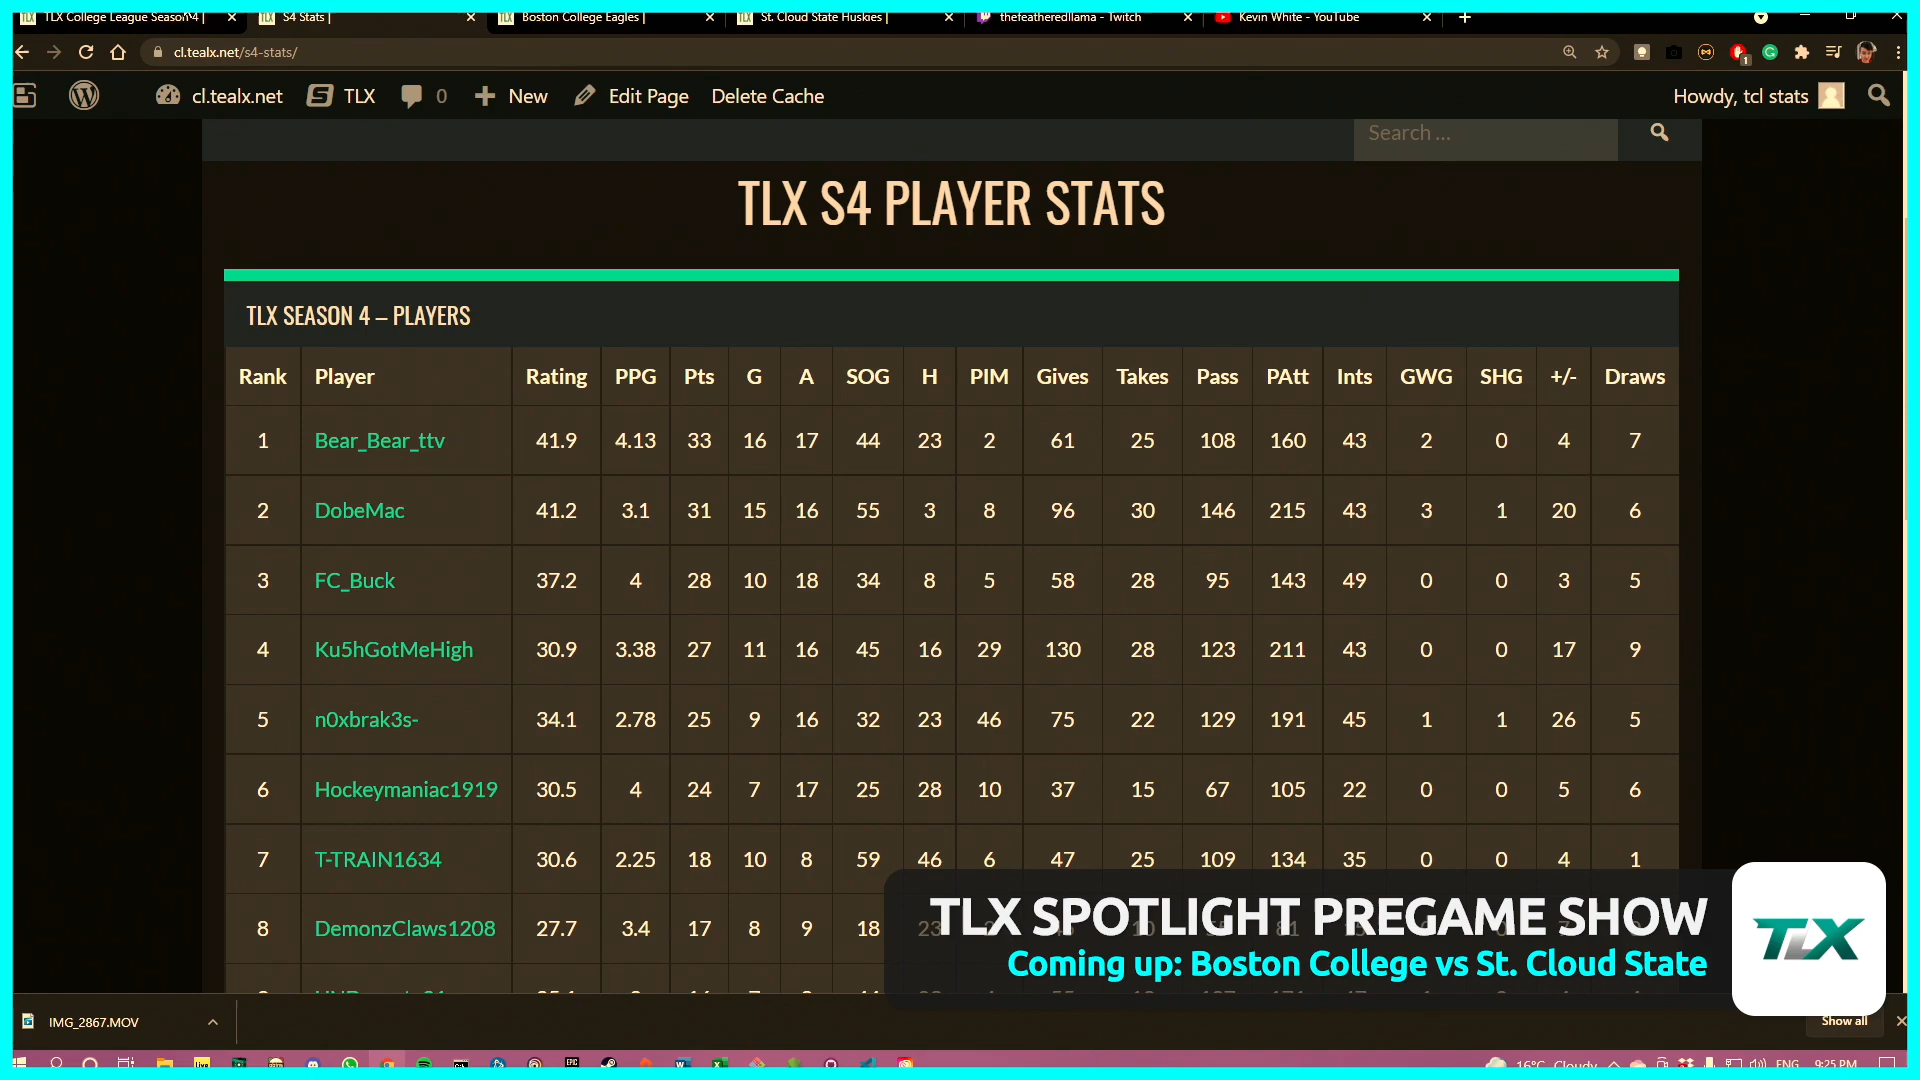 TLX College League Season4 | S4 Stats | Boston College Eagles | St. Cloud State Huskies | thefeatheredllama - Twitch Kevin White - YouTube
cl.tealx.net/s4-stats/ 1
cl.tealx.net TLX 0 New Edit Page Delete Cache Howdy, tcl stats
Search …
TLX S4 PLAYER STATS
TLX SEASON 4 – PLAYERS
Rank Player Rating PPG Pts G A SOG H PIM Gives Takes Pass PAtt Ints GWG SHG +/- Draws
1 Bear_Bear_ttv 41.9 4.13 33 16 17 44 23 2 61 25 108 160 43 2 0 4 7
2 DobeMac 41.2 3.1 31 15 16 55 3 8 96 30 146 215 43 3 1 20 6
3 FC_Buck 37.2 4 28 10 18 34 8 5 58 28 95 143 49 0 0 3 5
4 Ku5hGotMeHigh 30.9 3.38 27 11 16 45 16 29 130 28 123 211 43 0 0 17 9
5 n0xbrak3s- 34.1 2.78 25 9 16 32 23 46 75 22 129 191 45 1 1 26 5
6 Hockeymaniac1919 30.5 4 24 7 17 25 28 10 37 15 67 105 22 0 0 5 6
7 T-TRAIN1634 30.6 2.25 18 10 8 59 46 6 47 25 109 134 35 0 0 4 1
8 DemonzClaws1208 27.7 3.4 17 8 9 18 23
TLX SPOTLIGHT PREGAME SHOW
Coming up: Boston College vs St. Cloud State
TLX
IMG_2867.MOV Show all
16°C Cloudy ENG 9:25 PM